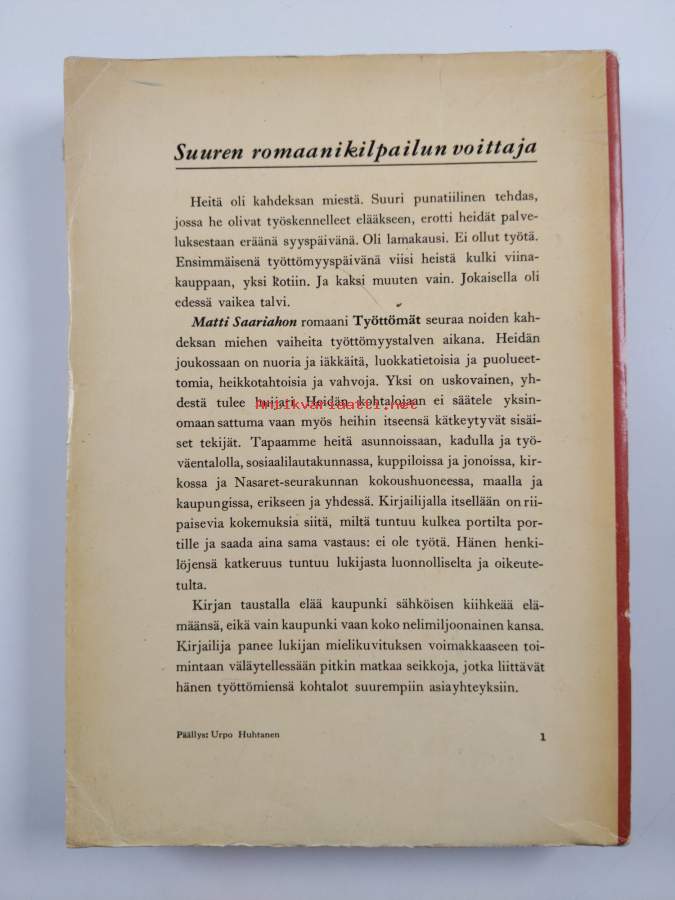 Suuren romaanikilpailun voittaja
Heitä oli kahdeksan miestä. Suuri punatiilinen tehdas,
jossa he olivat työskennelleet elääkseen, erotti heidät palve-
luksestaan eräänä syyspäivänä. Oli lamakausi. Ei ollut työtä.
Ensimmäisenä työttömyyspäivänä viisi heistä kulki viina-
kauppaan, yksi kotiin. Ja kaksi muuten vain. Jokaisella oli
edessä vaikea talvi.
Matti Saariahon romaani Työttömät seuraa noiden kah-
deksan miehen vaiheita työttömyystalven aikana. Heidän
joukossaan on nuoria ja iäkkäitä, luokkatietoisia ja puolueet-
tomia, heikkotahtoisia ja vahvoja. Yksi on uskovainen, yh-
destä tulee huijari. Heidän kohtalojaan ei säätele yksin-
Antikvariaatti.net
omaan sattuma vaan myös heihin itseensä kätkeytyvät sisäi-
set tekijät. Tapaamme heitä asunnoissaan, kadulla ja työ-
väentalolla, sosiaalilautakunnassa, kuppiloissa ja jonoissa, kir-
kossa ja Nasaret-seurakunnan kokoushuoneessa, maalla ja
kaupungissa, erikseen ja yhdessä. Kirjailijalla itsellään on rii-
paisevia kokemuksia siitä, miltä tuntuu kulkea portilta por-
tille ja saada aina sama vastaus: ei ole työtä. Hänen henki-
löjensä katkeruus tuntuu lukijasta luonnolliselta ja oikeute-
tulta.
Kirjan taustalla elää kaupunki sähköisen kiihkeää elä-
määnsä, eikä vain kaupunki vaan koko nelimiljoonainen kansa.
Kirjailija panee lukijan mielikuvituksen voimakkaaseen toi-
mintaan väläytellessään pitkin matkaa seikkoja, jotka liittävät
hänen työttömiensä kohtalot suurempiin asiayhteyksiin.
Päällys: Urpo Huhtanen 1